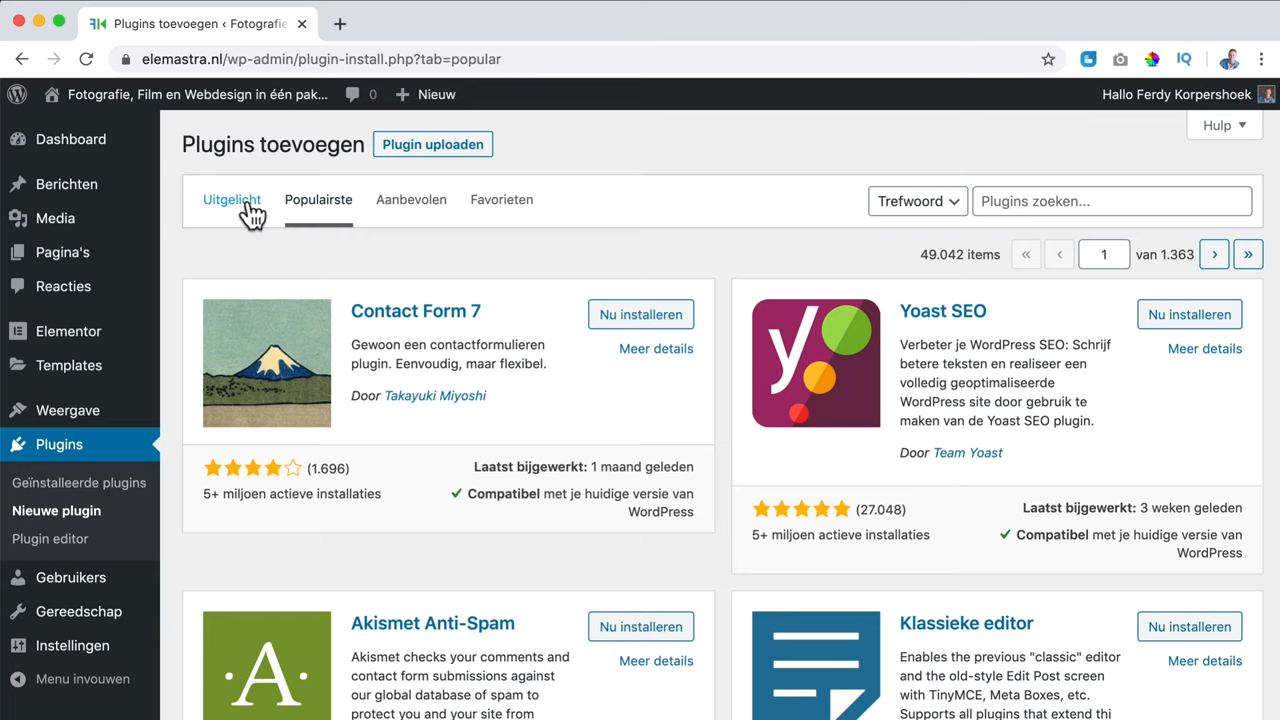 Plugins toevoegen ‹ Fotografie
elemastra.nl/wp-admin/plugin-install.php?tab=popular
IQ
Fotografie, Film en Webdesign in één pak...
0
Nieuw
Hallo Ferdy Korpershoek
Dashboard
Berichten
Media
Pagina's
Reacties
Elementor
Templates
Weergave
Plugins
Geïnstalleerde plugins
Nieuwe plugin
Plugin editor
Gebruikers
Gereedschap
Instellingen
Menu invouwen
Hulp
Plugins toevoegen
Plugin uploaden
Uitgelicht
Populairste
Aanbevolen
Favorieten
Trefwoord
Plugins zoeken...
49.042 items
«
‹
1
van 1.363
›
»
Contact Form 7
Nu installeren
Meer details
Gewoon een contactformulieren
plugin. Eenvoudig, maar flexibel.
Door Takayuki Miyoshi
(1.696)
5+ miljoen actieve installaties
Laatst bijgewerkt: 1 maand geleden
Compatibel met je huidige versie van
WordPress
y
Yoast SEO
Nu installeren
Meer details
Verbeter je WordPress SEO: Schrijf
betere teksten en realiseer een
volledig geoptimaliseerde
WordPress site door gebruik te
maken van de Yoast SEO plugin.
Door Team Yoast
(27.048)
5+ miljoen actieve installaties
Laatst bijgewerkt: 3 weken geleden
Compatibel met je huidige versie van
WordPress
·A·
Akismet Anti-Spam
Nu installeren
Meer details
Akismet checks your comments and
contact form submissions against
our global database of spam to
protect you and your site from
Klassieke editor
Nu installeren
Meer details
Enables the previous "classic" editor
and the old-style Edit Post screen
with TinyMCE, Meta Boxes, etc.
Supports all plugins that extend thi